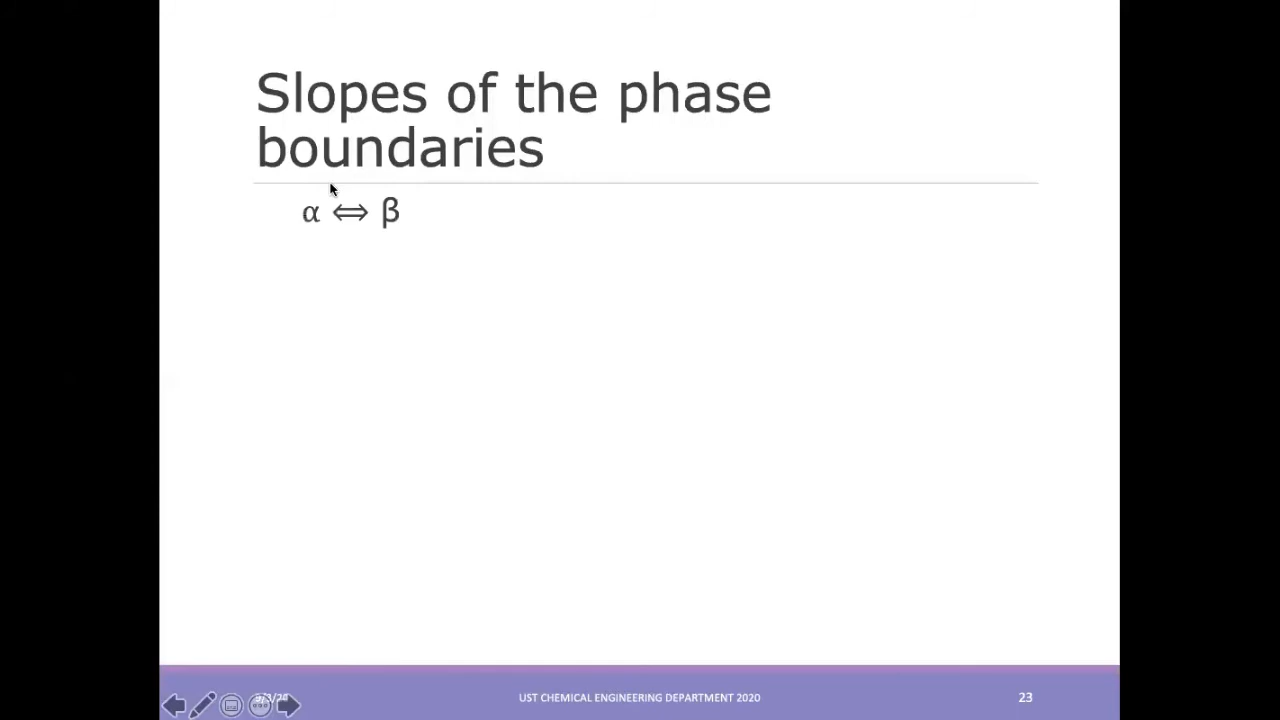 Slopes of the phase
boundaries
α ⇔ β
UST CHEMICAL ENGINEERING DEPARTMENT 2020
23